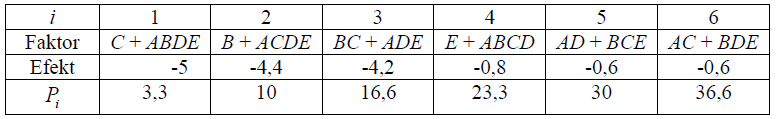 i 1 2 3 4 5 6
Faktor C + ABDE B + ACDE BC + ADE E + ABCD AD + BCE AC + BDE
Efekt -5 -4,4 -4,2 -0,8 -0,6 -0,6
P_i 3,3 10 16,6 23,3 30 36,6